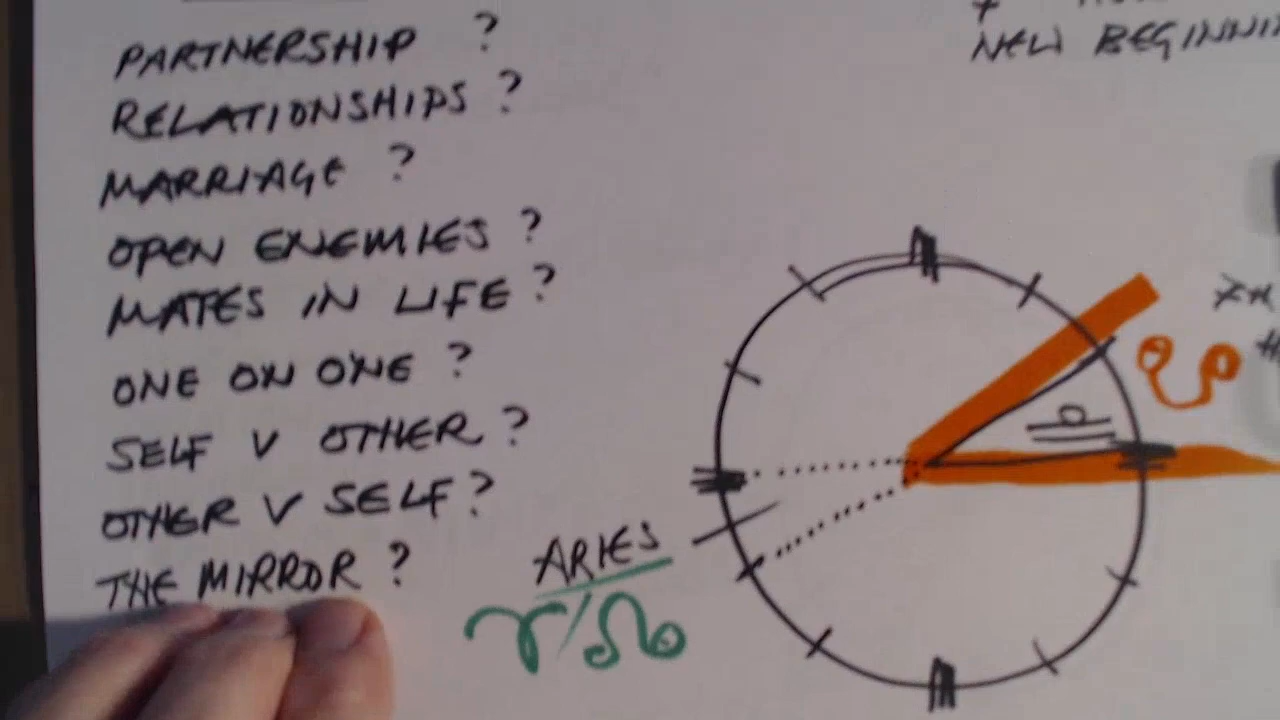 PARTNERSHIP ?
RELATIONSHIPS ?
MARRIAGE ?
OPEN ENEMIES ?
MATES IN LIFE ?
ONE ON ONE ?
SELF V OTHER ?
OTHER V SELF ?
THE MIRROR ?
NEW
ARIES
♈/☊
♎
☋